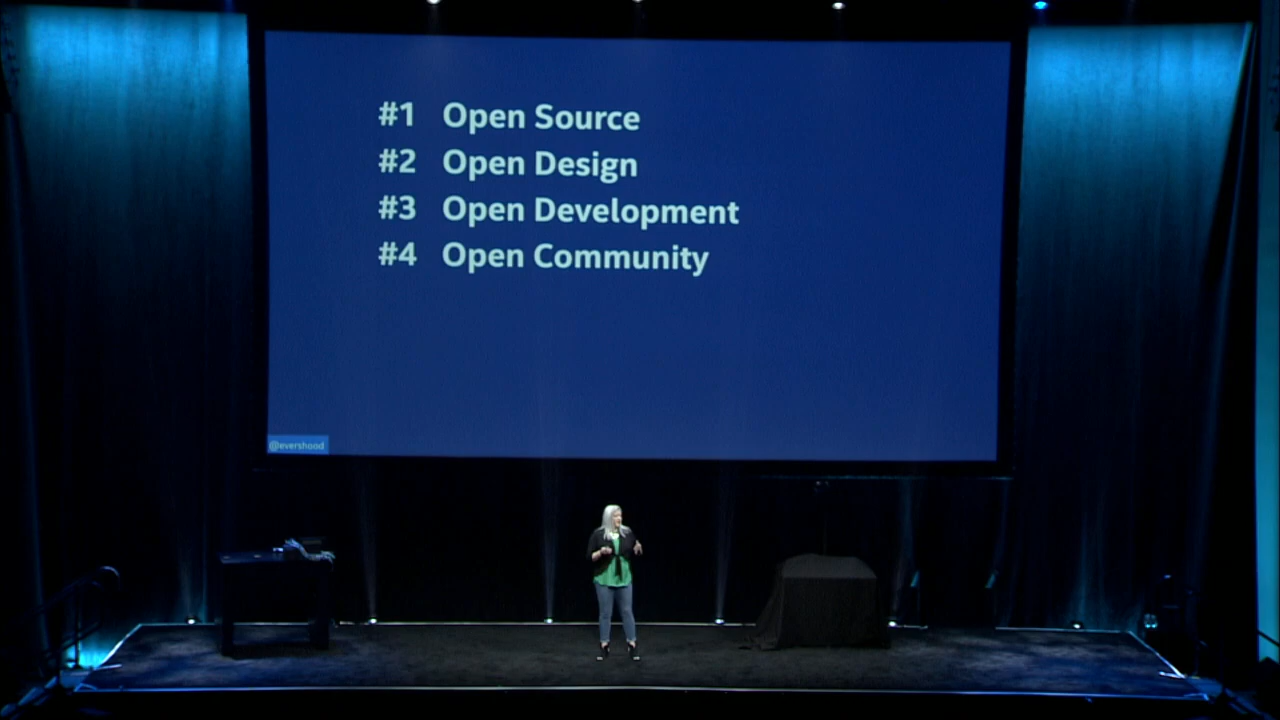 #1 Open Source
#2 Open Design
#3 Open Development
#4 Open Community
@evershood